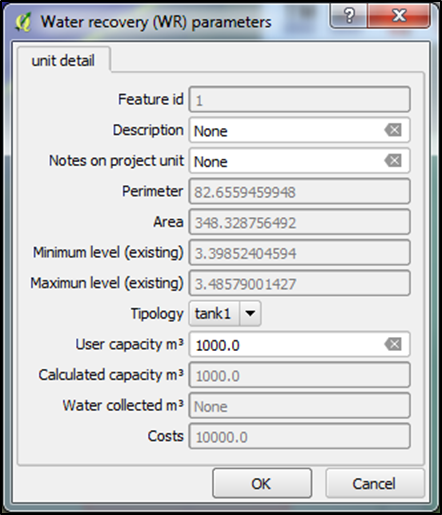 Water recovery (WR) parameters
unit detail
Feature id 1
Description None
Notes on project unit None
Perimeter 82.6559459948
Area 348.328756492
Minimum level (existing) 3.39852404594
Maximun level (existing) 3.48579001427
Tipology tank1
User capacity m³ 1000.0
Calculated capacity m³ 1000.0
Water collected m³ None
Costs 10000.0
OK Cancel